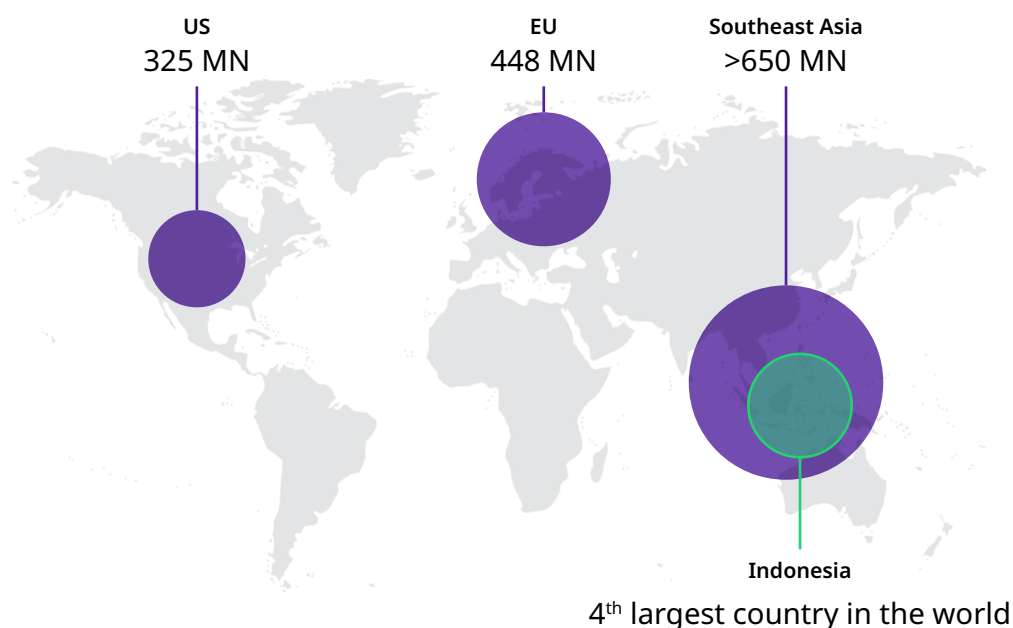 US
325 MN
EU
448 MN
Southeast Asia
>650 MN
Indonesia
4th largest country in the world